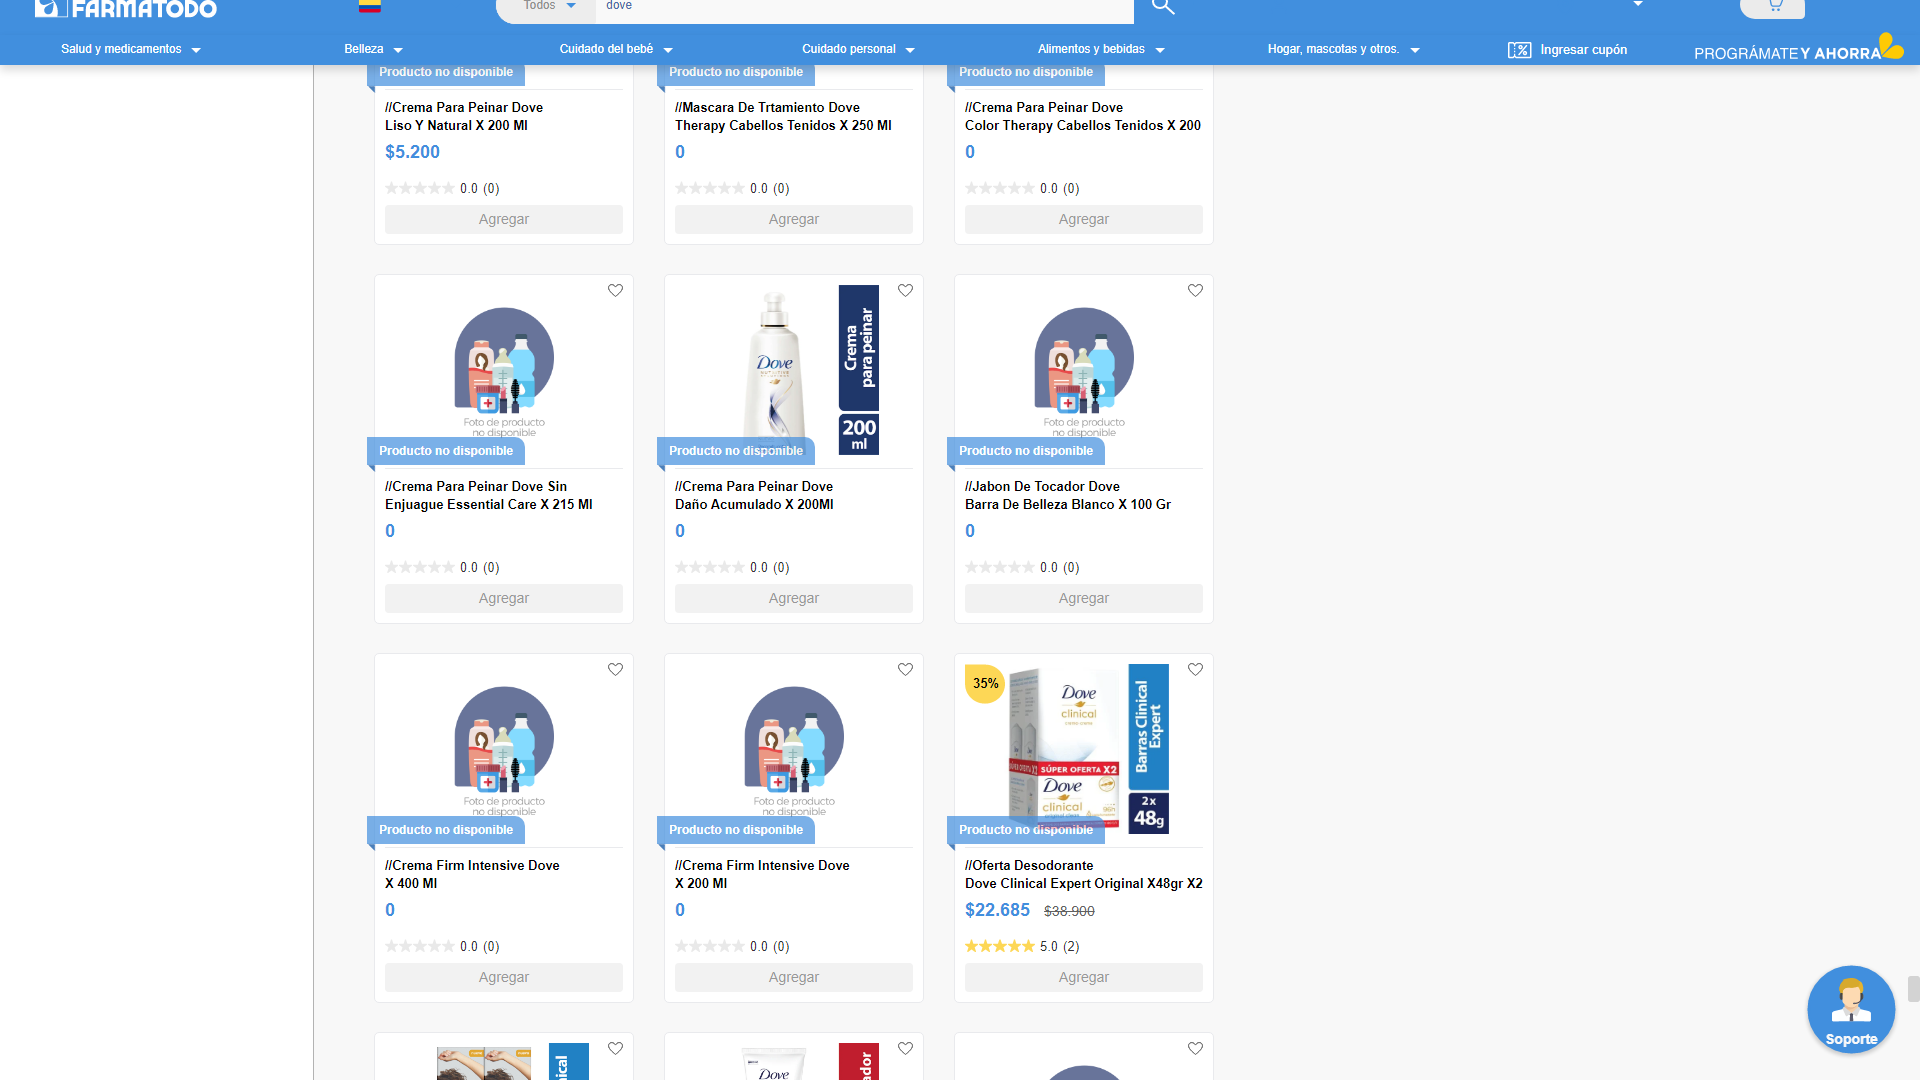 FARMATODO
Todos
dove
Salud y medicamentos
Belleza
Cuidado del bebé
Cuidado personal
Alimentos y bebidas
Hogar, mascotas y otros.
Ingresar cupón
PROGRÁMATE Y AHORRA
Producto no disponible
Producto no disponible
Producto no disponible
//Crema Para Peinar Dove
Liso Y Natural X 200 Ml
$5.200
0.0 (0)
Agregar
//Mascara De Trtamiento Dove
Therapy Cabellos Tenidos X 250 Ml
0
0.0 (0)
Agregar
//Crema Para Peinar Dove
Color Therapy Cabellos Tenidos X 200
0
0.0 (0)
Agregar
Foto de producto
no disponible
Producto no disponible
//Crema Para Peinar Dove Sin
Enjuague Essential Care X 215 Ml
0
0.0 (0)
Agregar
Dove
Crema
para peinar
200
ml
Producto no disponible
//Crema Para Peinar Dove
Daño Acumulado X 200Ml
0
0.0 (0)
Agregar
Foto de producto
no disponible
Producto no disponible
//Jabon De Tocador Dove
Barra De Belleza Blanco X 100 Gr
0
0.0 (0)
Agregar
Foto de producto
no disponible
Producto no disponible
//Crema Firm Intensive Dove
X 400 Ml
0
0.0 (0)
Agregar
Foto de producto
no disponible
Producto no disponible
//Crema Firm Intensive Dove
X 200 Ml
0
0.0 (0)
Agregar
35%
Dove
clinical
SÚPER OFERTA X2
Dove
clinical
Barras Clinical
Expert
2x
48g
Producto no disponible
//Oferta Desodorante
Dove Clinical Expert Original X48gr X2
$22.685 $38.900
5.0 (2)
Agregar
Dove
Soporte